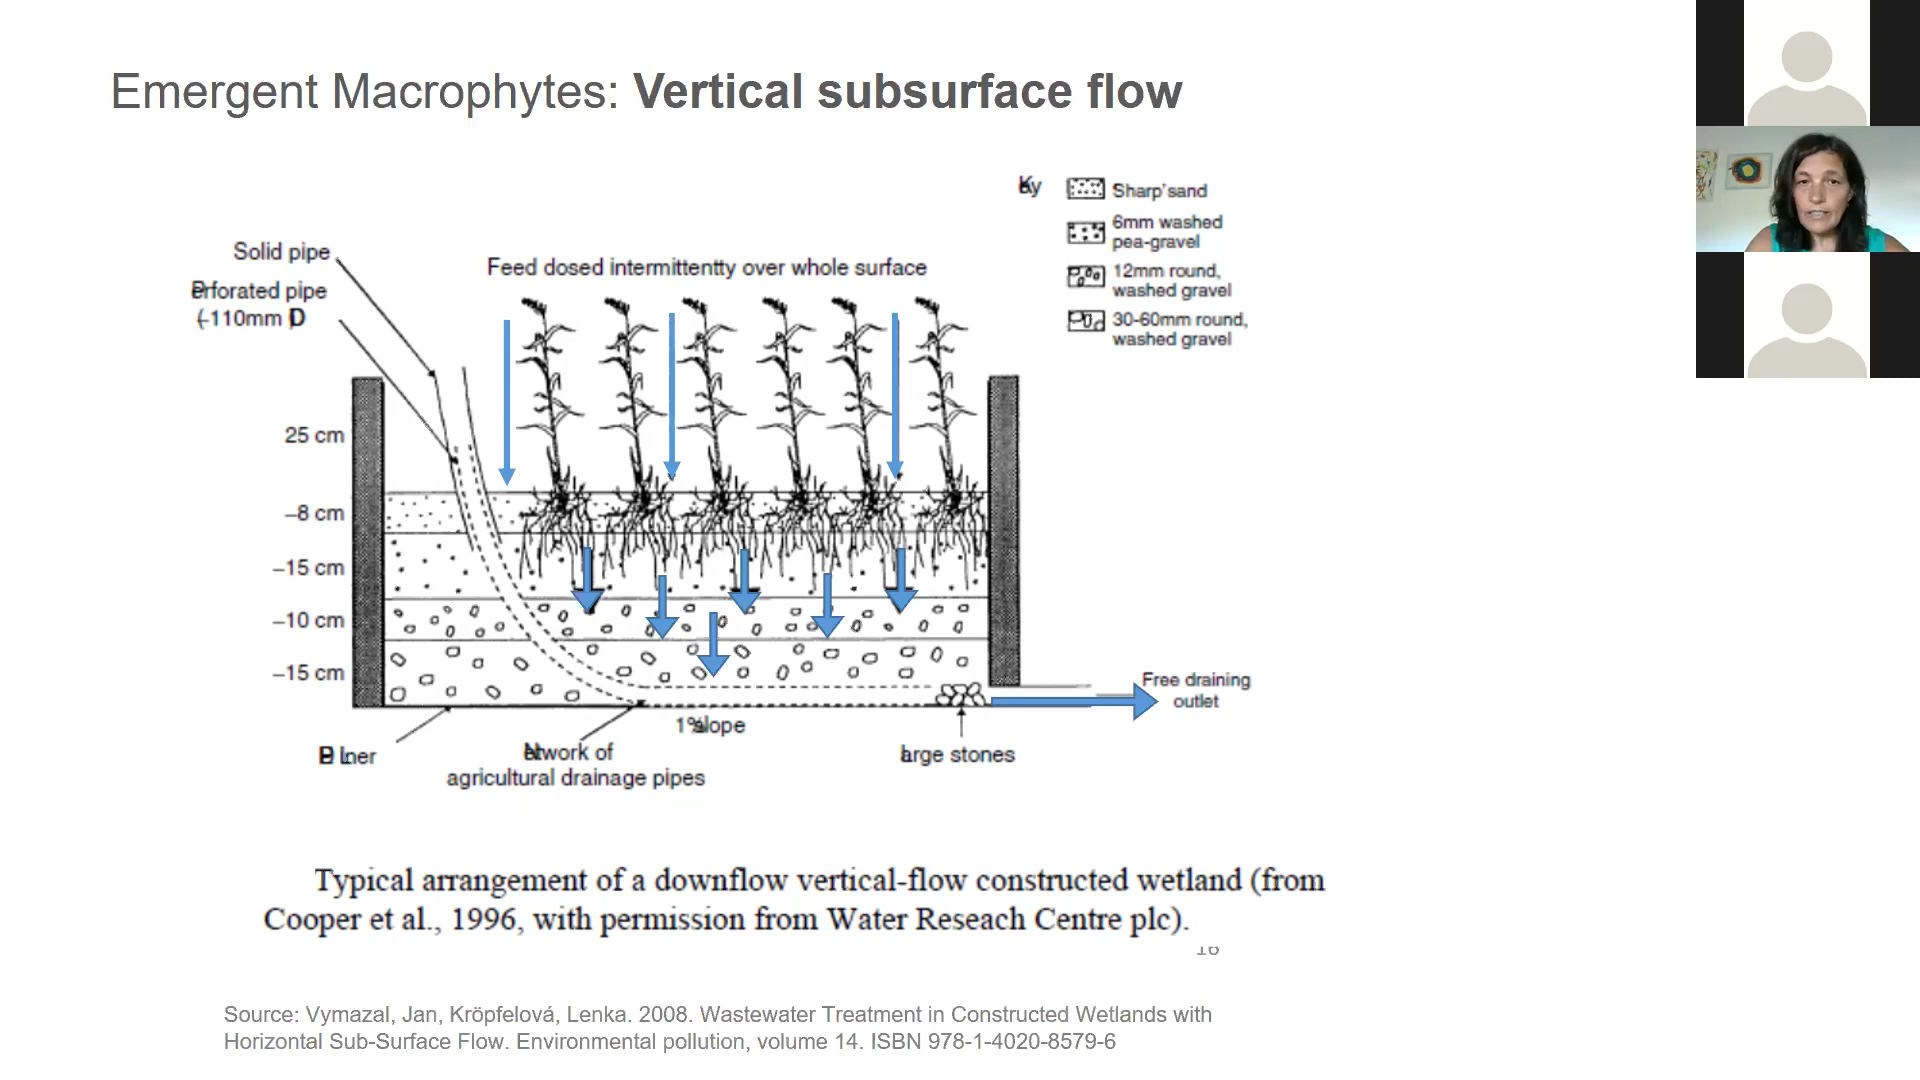 Emergent Macrophytes: Vertical subsurface flow
Key
Sharp' sand
6mm washed
pea-gravel
12mm round,
washed gravel
30-60mm round,
washed gravel
Solid pipe
Perforated pipe
Feed dosed intermittentty over whole surface
25 cm
–8 cm
–15 cm
–10 cm
–15 cm
Free draining
outlet
1% slope
Network of
agricultural drainage pipes
Large stones
Typical arrangement of a downflow vertical-flow constructed wetland (from
Cooper et al., 1996, with permission from Water Reseach Centre plc).
16
Source: Vymazal, Jan, Kröpfelová, Lenka. 2008. Wastewater Treatment in Constructed Wetlands with
Horizontal Sub-Surface Flow. Environmental pollution, volume 14. ISBN 978-1-4020-8579-6